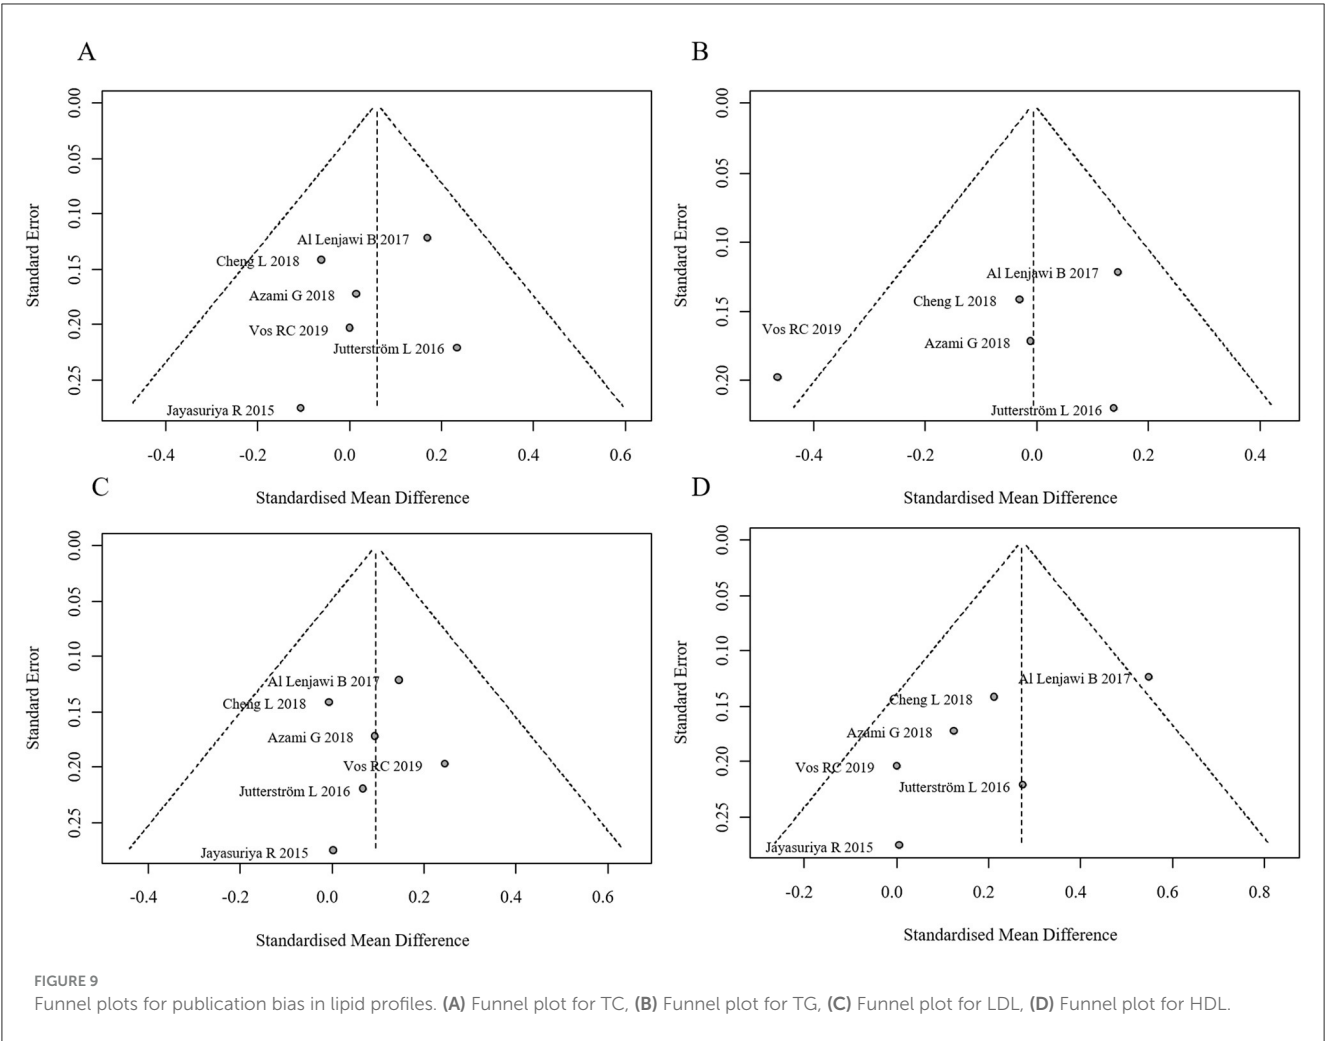 A
0.00
0.05
0.10
0.15
0.20
0.25
Standard Error
Al Lenjawi B 2017
Cheng L 2018
Azami G 2018
Vos RC 2019
Jutterström L 2016
Jayasuriya R 2015
-0.4 -0.2 0.0 0.2 0.4 0.6
Standardised Mean Difference
B
0.00
0.05
0.10
0.15
0.20
Standard Error
Al Lenjawi B 2017
Cheng L 2018
Vos RC 2019
Azami G 2018
Jutterström L 2016
-0.4 -0.2 0.0 0.2 0.4
Standardised Mean Difference
C
0.00
0.05
0.10
0.15
0.20
0.25
Standard Error
Al Lenjawi B 2017
Cheng L 2018
Azami G 2018
Vos RC 2019
Jutterström L 2016
Jayasuriya R 2015
-0.4 -0.2 0.0 0.2 0.4 0.6
Standardised Mean Difference
D
0.00
0.05
0.10
0.15
0.20
0.25
Standard Error
Al Lenjawi B 2017
Cheng L 2018
Azami G 2018
Vos RC 2019
Jutterström L 2016
Jayasuriya R 2015
-0.2 0.0 0.2 0.4 0.6 0.8
Standardised Mean Difference
FIGURE 9
Funnel plots for publication bias in lipid profiles. (A) Funnel plot for TC, (B) Funnel plot for TG, (C) Funnel plot for LDL, (D) Funnel plot for HDL.